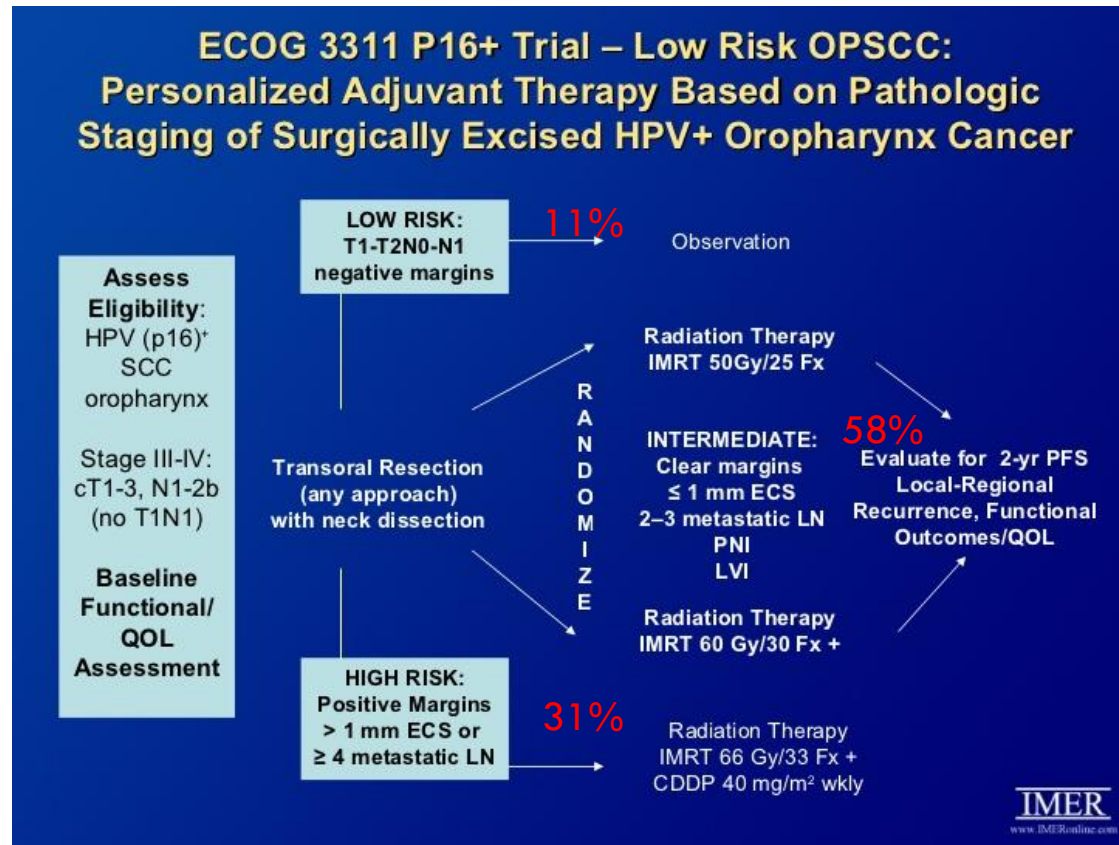 ECOG 3311 P16+ Trial – Low Risk OPSCC:
Personalized Adjuvant Therapy Based on Pathologic
Staging of Surgically Excised HPV+ Oropharynx Cancer
Assess
Eligibility:
HPV (p16)⁺
SCC
oropharynx
Stage III-IV:
cT1-3, N1-2b
(no T1N1)
Baseline
Functional/
QOL
Assessment
LOW RISK:
T1-T2N0-N1
negative margins
11%
Observation
Transoral Resection
(any approach)
with neck dissection
R
A
N
D
O
M
I
Z
E
Radiation Therapy
IMRT 50Gy/25 Fx
INTERMEDIATE:
Clear margins
≤ 1 mm ECS
2–3 metastatic LN
PNI
LVI
Radiation Therapy
IMRT 60 Gy/30 Fx +
58%
Evaluate for 2-yr PFS
Local-Regional
Recurrence, Functional
Outcomes/QOL
HIGH RISK:
Positive Margins
> 1 mm ECS or
≥ 4 metastatic LN
31%
Radiation Therapy
IMRT 66 Gy/33 Fx +
CDDP 40 mg/m² wkly
IMER
www.IMERonline.com